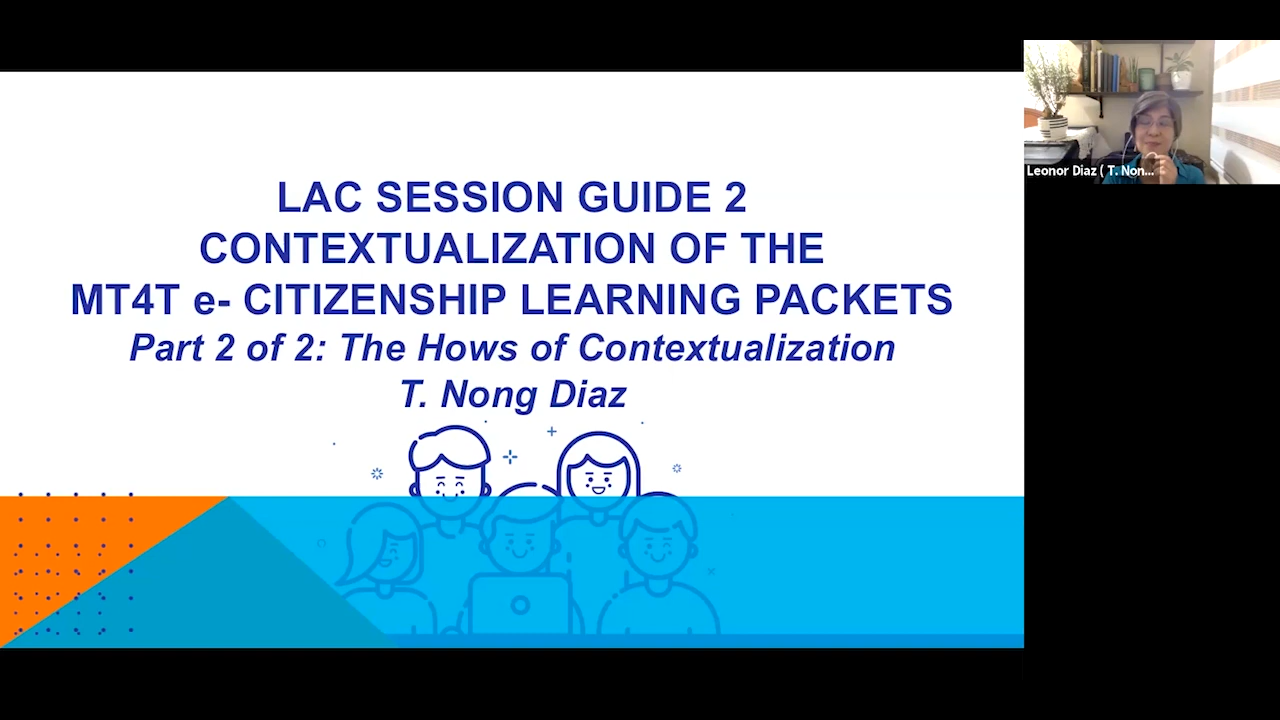 LAC SESSION GUIDE 2
CONTEXTUALIZATION OF THE
MT4T e- CITIZENSHIP LEARNING PACKETS
Part 2 of 2: The Hows of Contextualization
T. Nong Diaz
Leonor Diaz ( T. Non...